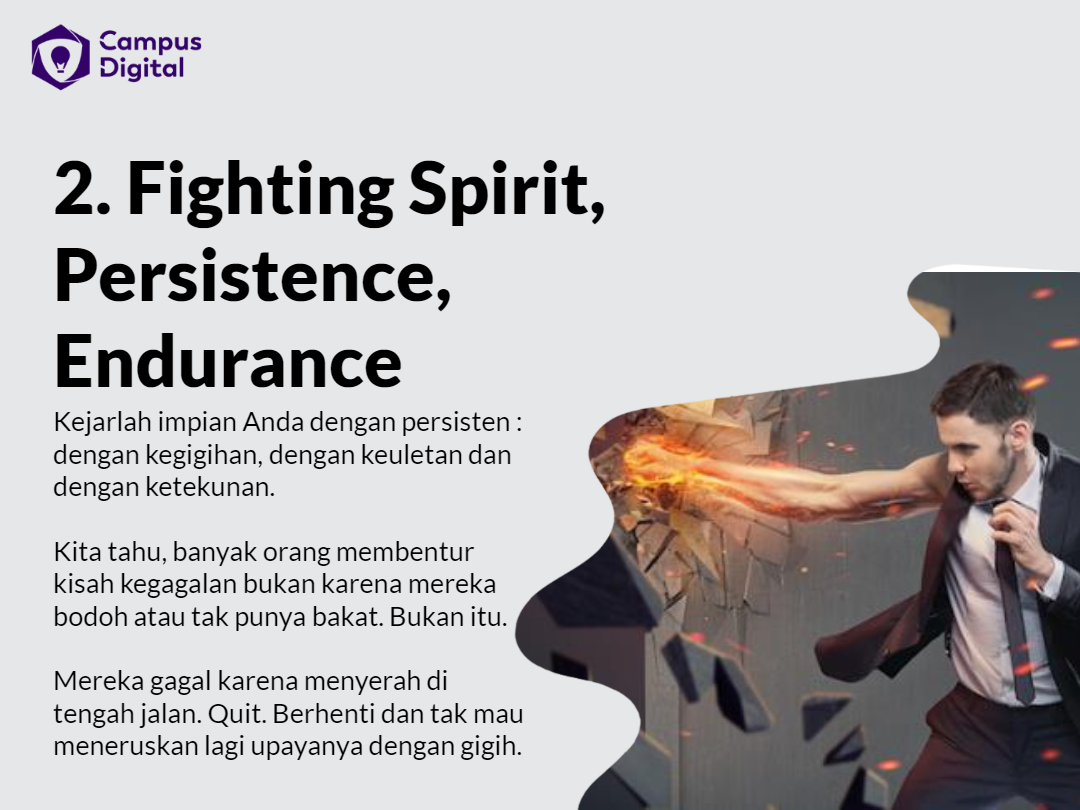 Campus
Digital
2. Fighting Spirit,
Persistence,
Endurance
Kejarlah impian Anda dengan persisten :
dengan kegigihan, dengan keuletan dan
dengan ketekunan.
Kita tahu, banyak orang membentur
kisah kegagalan bukan karena mereka
bodoh atau tak punya bakat. Bukan itu.
Mereka gagal karena menyerah di
tengah jalan. Quit. Berhenti dan tak mau
meneruskan lagi upayanya dengan gigih.